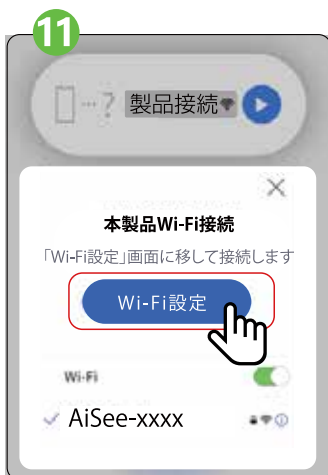 11
製品接続
本製品Wi-Fi接続
「Wi-Fi設定」画面に移して接続します
Wi-Fi設定
Wi-Fi
AiSee-xxxx